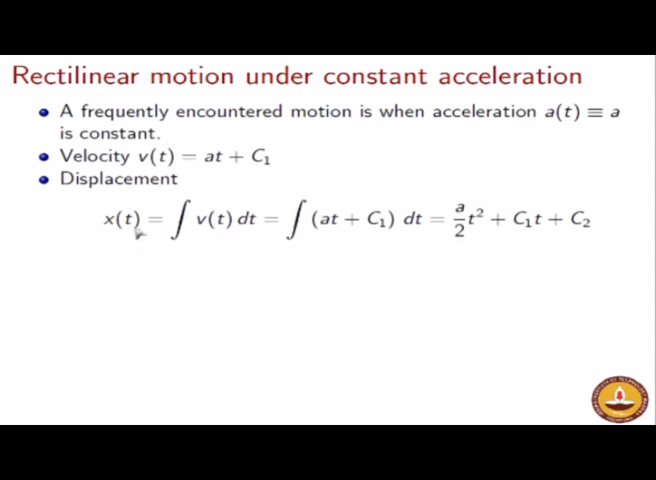 Rectilinear motion under constant acceleration
A frequently encountered motion is when acceleration a(t) ≡ a
is constant.
Velocity v(t) = at + C₁
Displacement
x(t) = ∫ v(t) dt = ∫ (at + C₁) dt = a/2 t² + C₁t + C₂